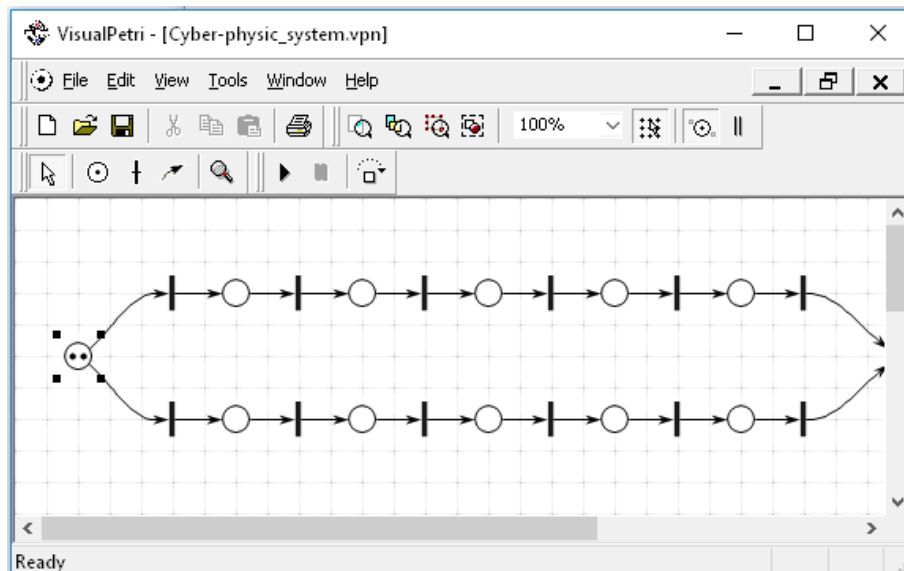 VisualPetri - [Cyber-physic_system.vpn]
File Edit View Tools Window Help
100%
Ready